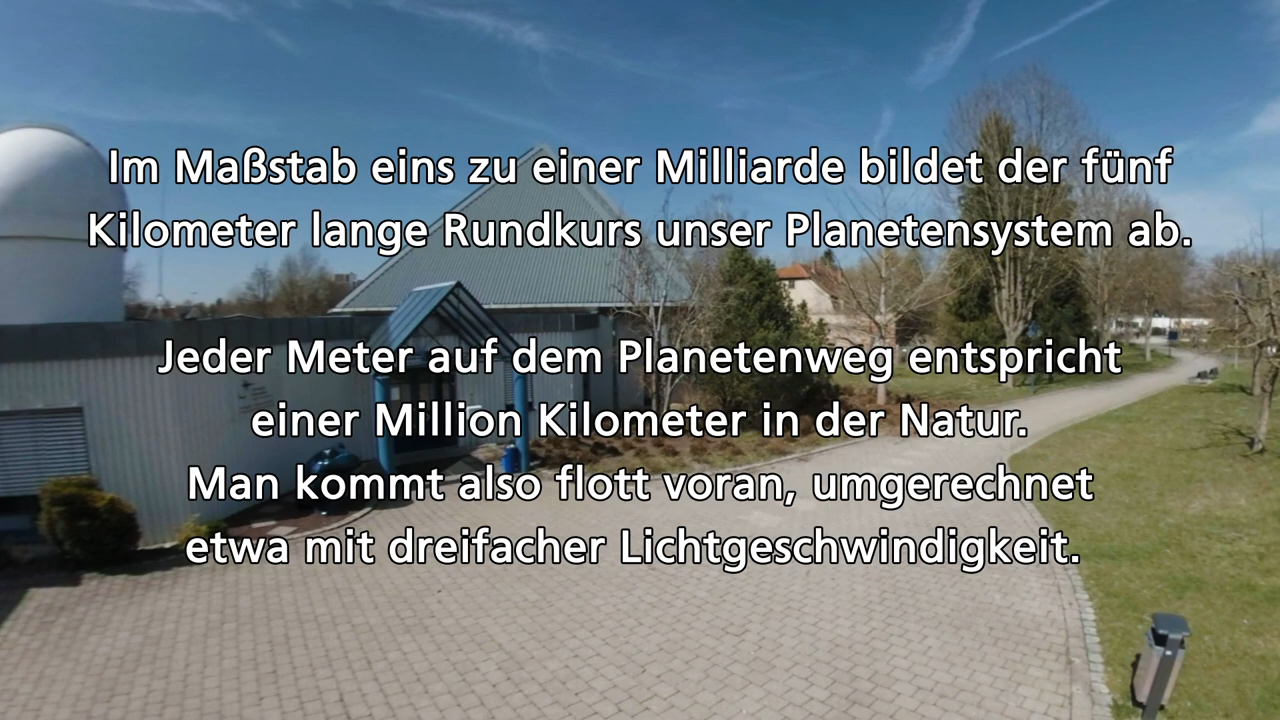 Im Maßstab eins zu einer Milliarde bildet der fünf
Kilometer lange Rundkurs unser Planetensystem ab.
Jeder Meter auf dem Planetenweg entspricht
einer Million Kilometer in der Natur.
Man kommt also flott voran, umgerechnet
etwa mit dreifacher Lichtgeschwindigkeit.